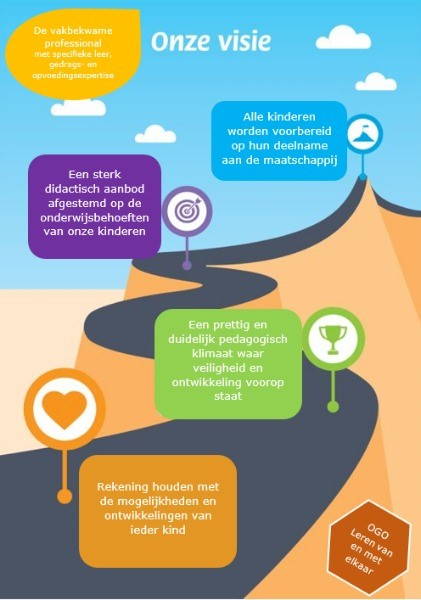 De vakbekwame
professional
met specifieke leer,
gedrags- en
opvoedingsexpertise
Onze visie
Alle kinderen
worden voorbereid
op hun deelname
aan de maatschappij
Een sterk
didactisch aanbod
afgestemd op de
onderwijsbehoeften
van onze kinderen
Een prettig en
duidelijk pedagogisch
klimaat waar
veiligheid en
ontwikkeling voorop
staat
Rekening houden met
de mogelijkheden en
ontwikkelingen van
ieder kind
OGO
Leren van
en met
elkaar